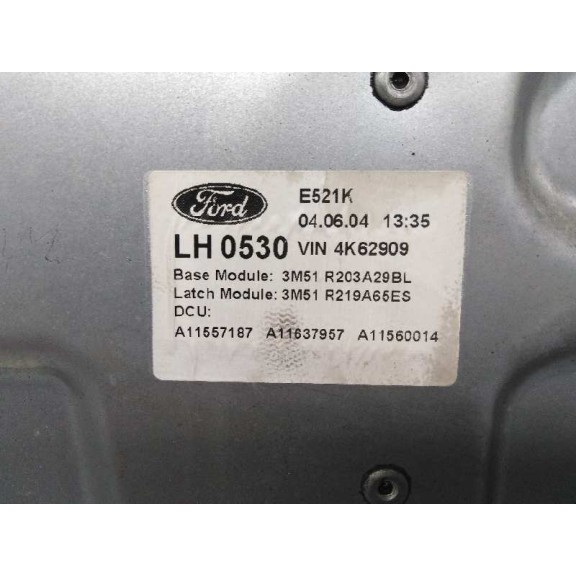 Ford
E521K
04.06.04 13:35
LH 0530 VIN 4K62909
Base Module: 3M51 R203A29BL
Latch Module: 3M51 R219A65ES
DCU:
A11557187 A11637957 A11560014